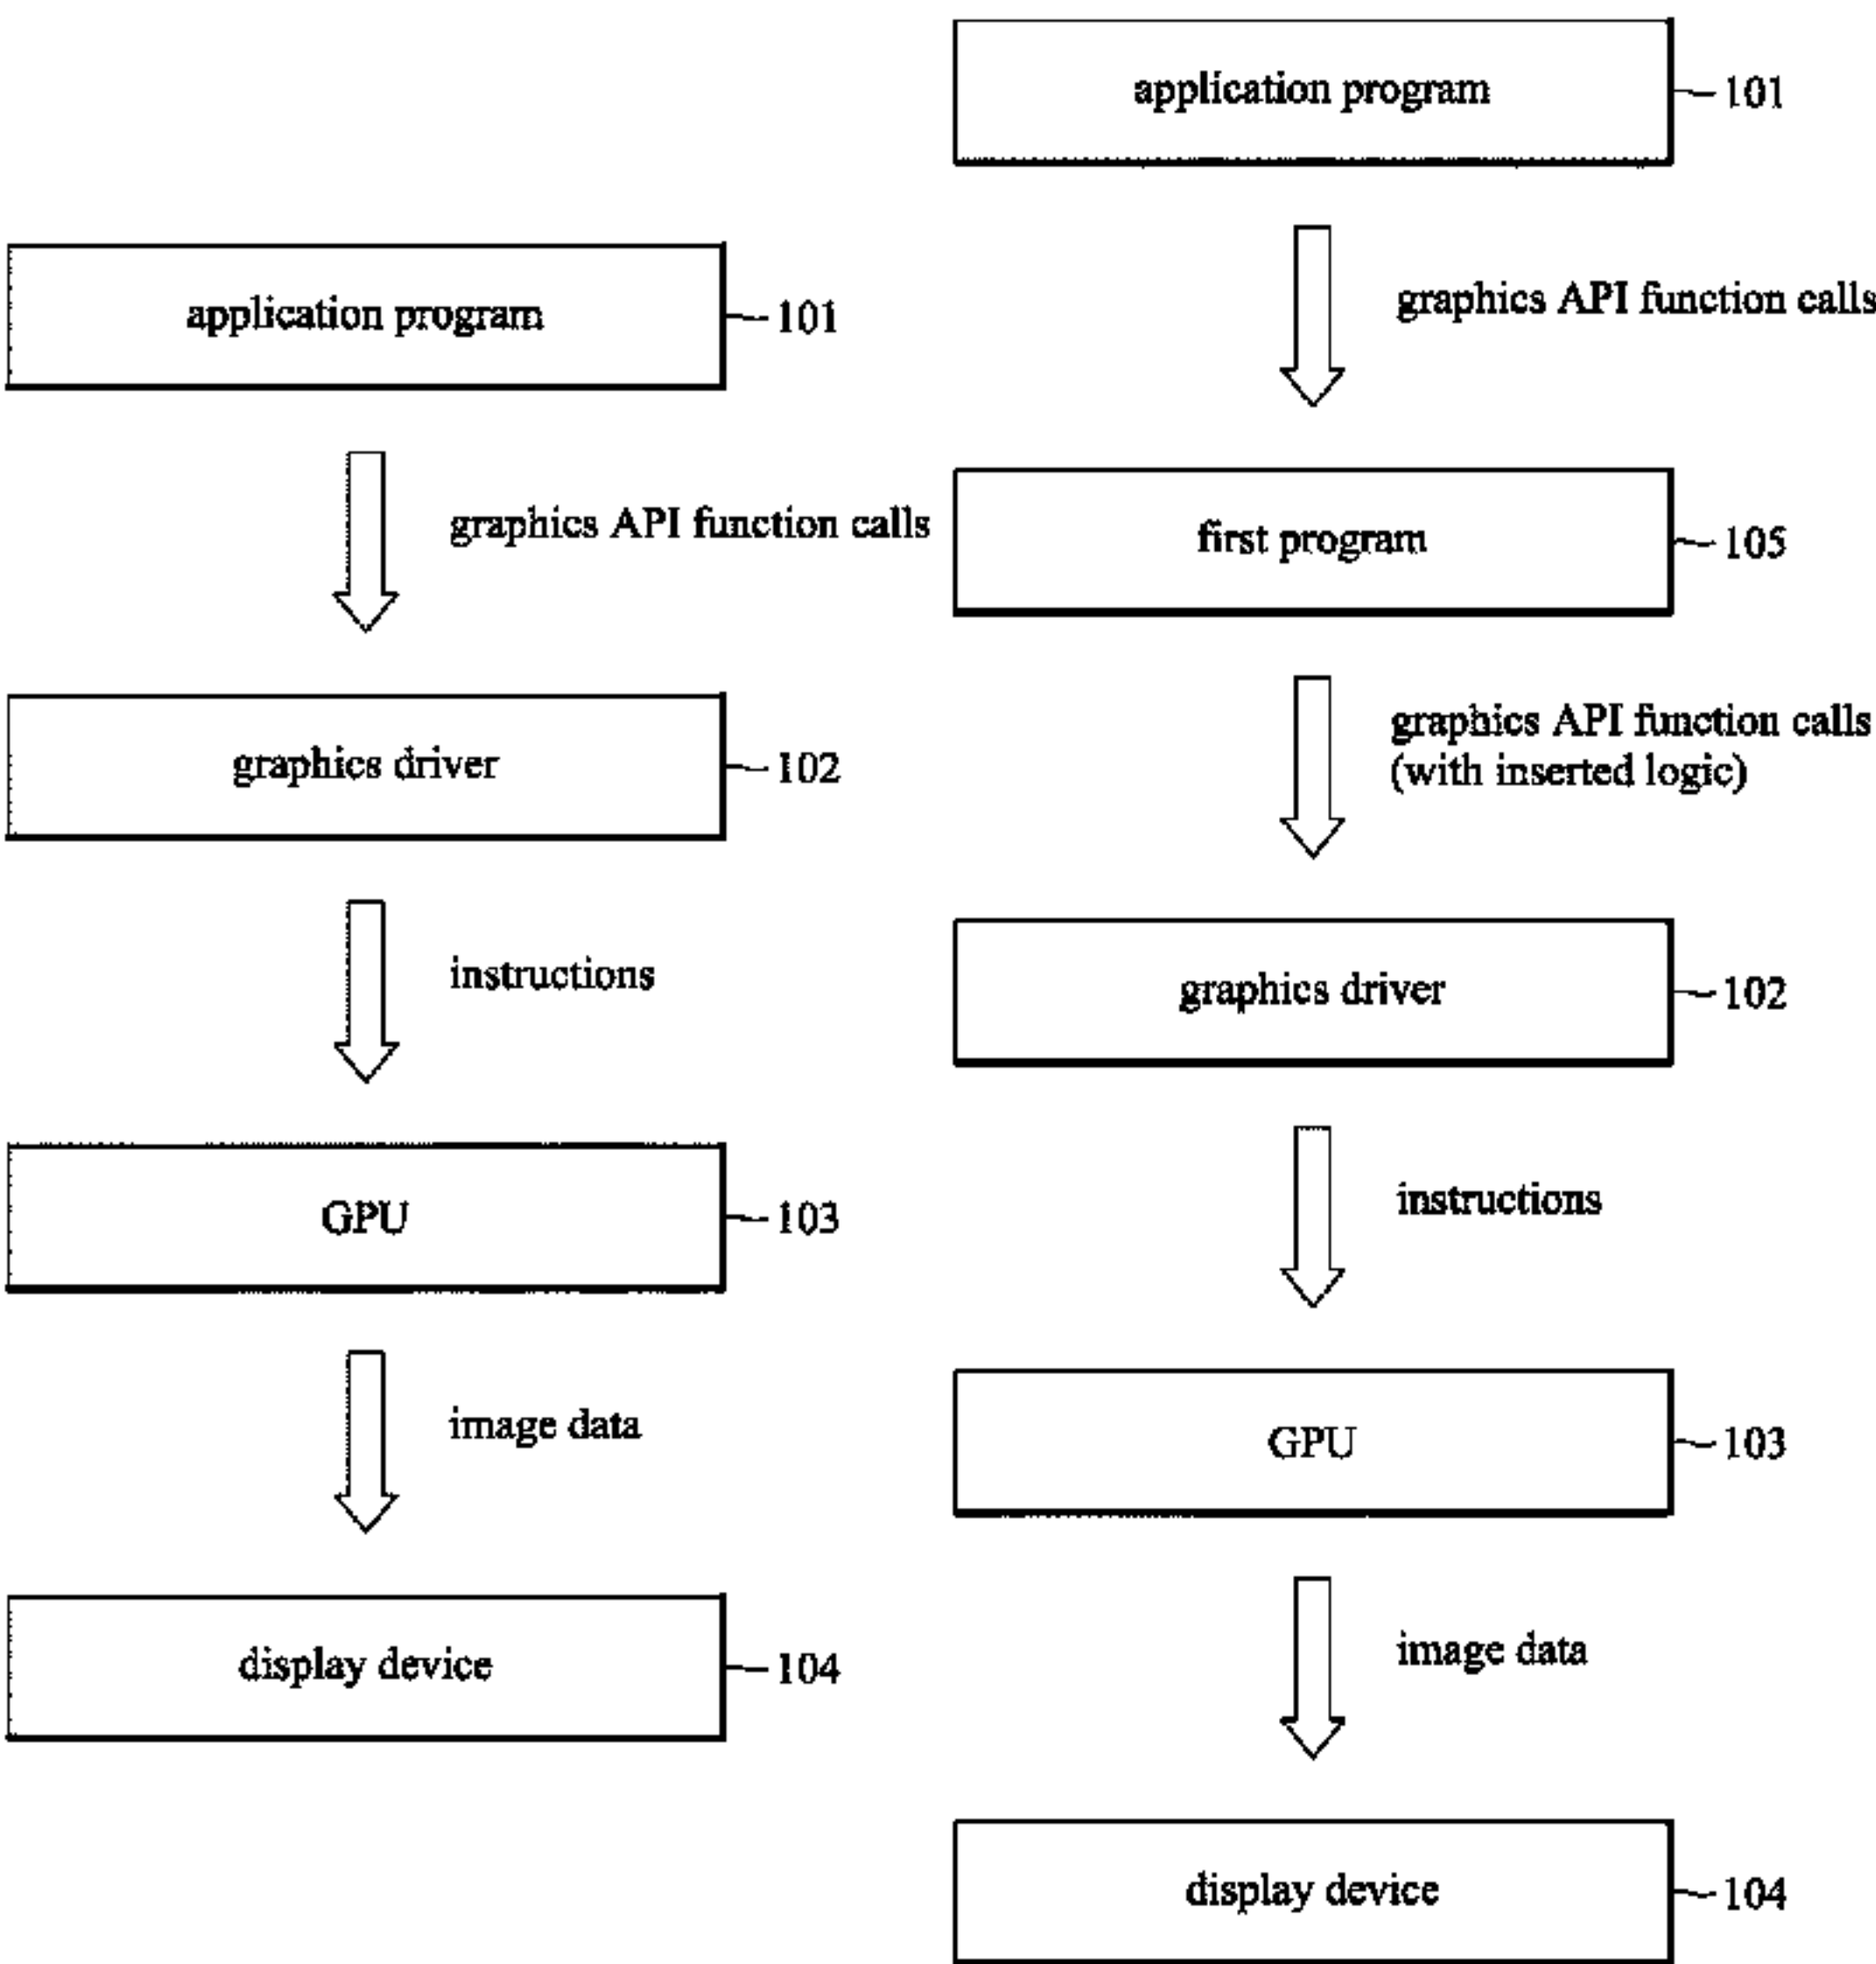 application program
101
graphics API function calls
graphics driver
102
instructions
GPU
103
image data
display device
104
application program
101
graphics API function calls
first program
105
graphics API function calls
(with inserted logic)
graphics driver
102
instructions
GPU
103
image data
display device
104